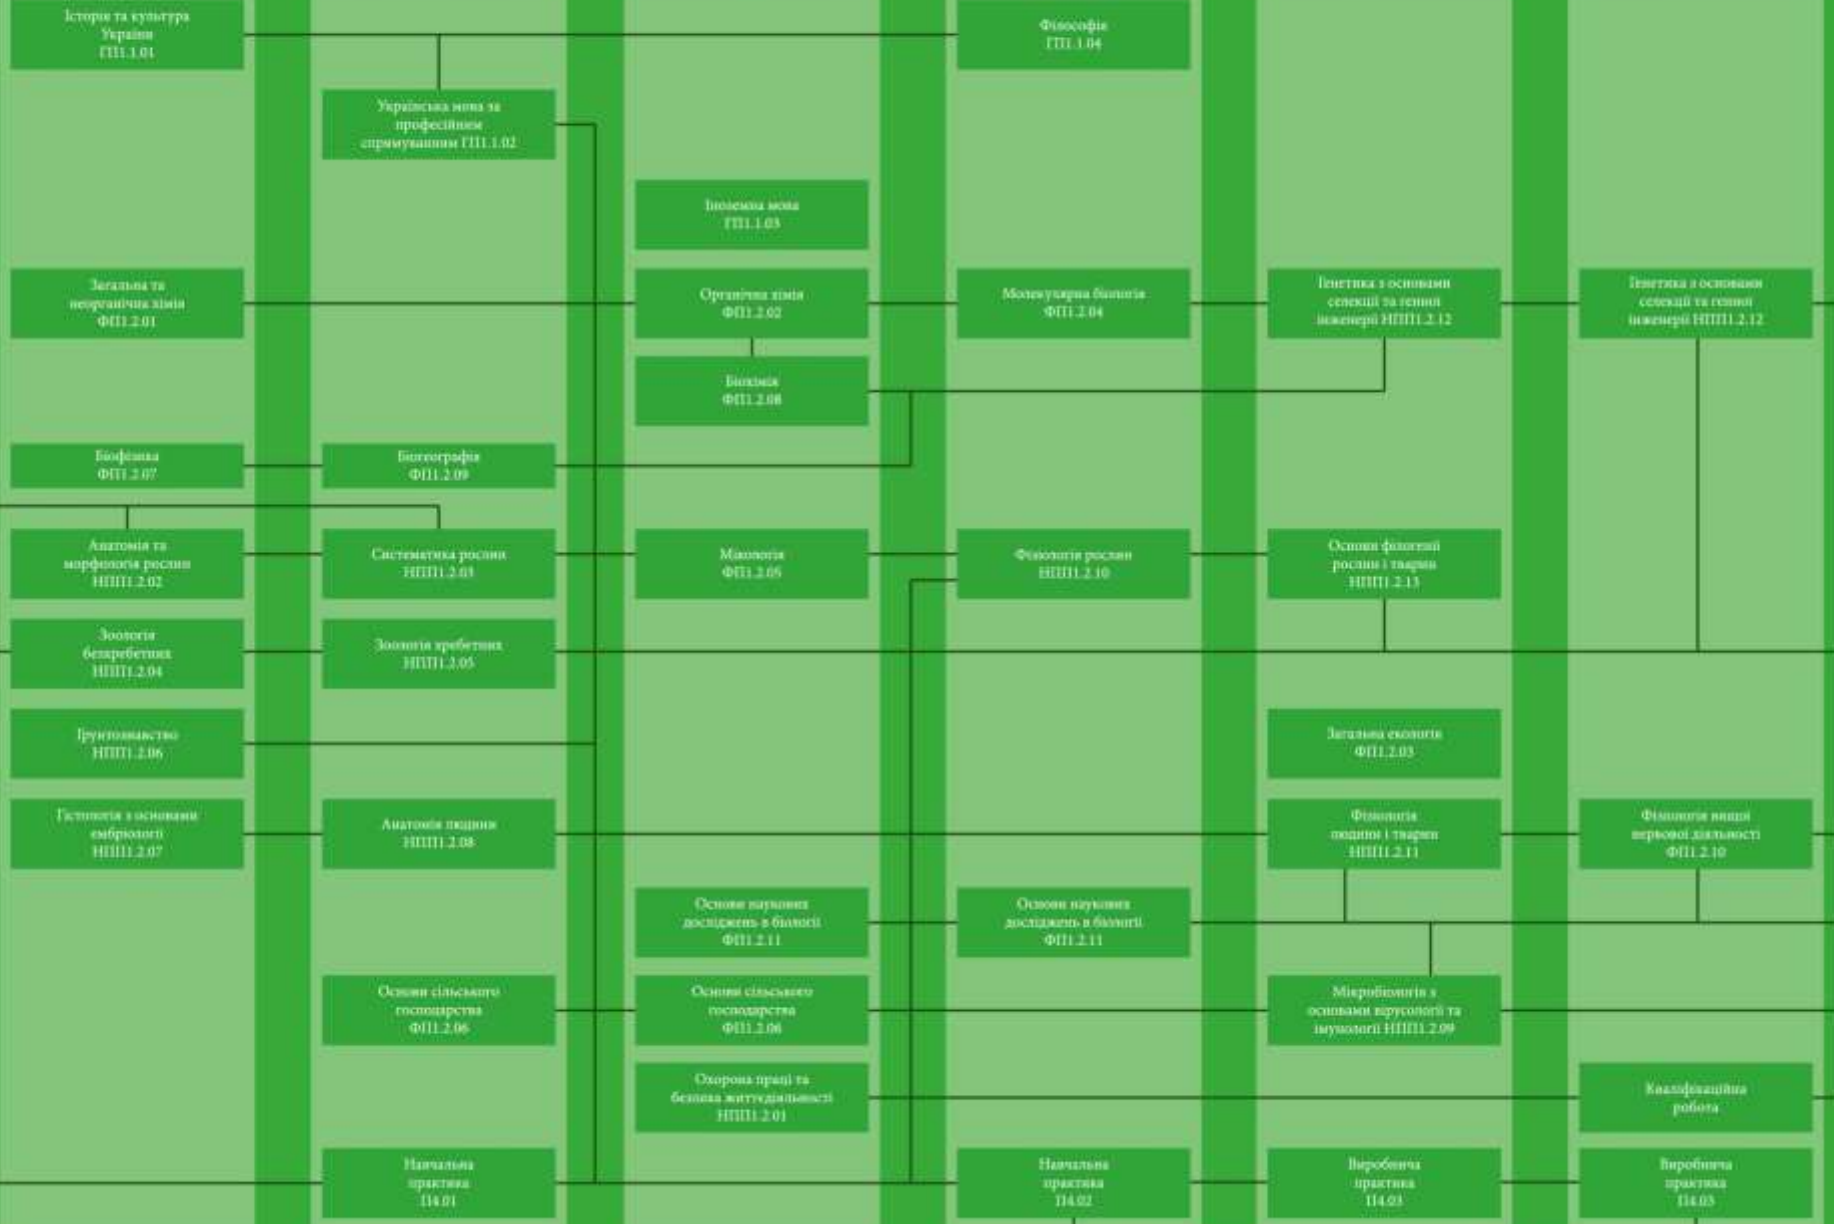 Історія та культура
України
ГП1.1.01
Філософія
ГП1.1.04
Українська мова за
професійним
спрямуванням ГП1.1.02
Іноземна мова
ГП1.1.03
Загальна та
неорганічна хімія
ФП1.2.01
Органічна хімія
ФП1.2.02
Молекулярна біологія
ФП1.2.04
Генетика з основами
селекції та генної
інженерії НПП1.2.12
Генетика з основами
селекції та генної
інженерії НПП1.2.12
Біохімія
ФП1.2.08
Біофізика
ФП1.2.07
Біогеографія
ФП1.2.09
Анатомія та
морфологія рослин
НПП1.2.02
Систематика рослин
НПП1.2.03
Мікологія
ФП1.2.05
Фізіологія рослин
НПП1.2.10
Основи філогенії
рослин і тварин
НПП1.2.13
Зоологія
безхребетних
НПП1.2.04
Зоологія хребетних
НПП1.2.05
Ґрунтознавство
НПП1.2.06
Загальна екологія
ФП1.2.03
Гістологія з основами
ембріології
НПП1.2.07
Анатомія людини
НПП1.2.08
Фізіологія
людини і тварин
НПП1.2.11
Фізіологія вищої
нервової діяльності
ФП1.2.10
Основи наукових
досліджень в біології
ФП1.2.11
Основи наукових
досліджень в біології
ФП1.2.11
Основи сільського
господарства
ФП1.2.06
Основи сільського
господарства
ФП1.2.06
Мікробіологія з
основами вірусології та
імунології НПП1.2.09
Охорона праці та
безпека життєдіяльності
НПП1.2.01
Кваліфікаційна
робота
Навчальна
практика
П4.01
Навчальна
практика
П4.02
Виробнича
практика
П4.03
Виробнича
практика
П4.03